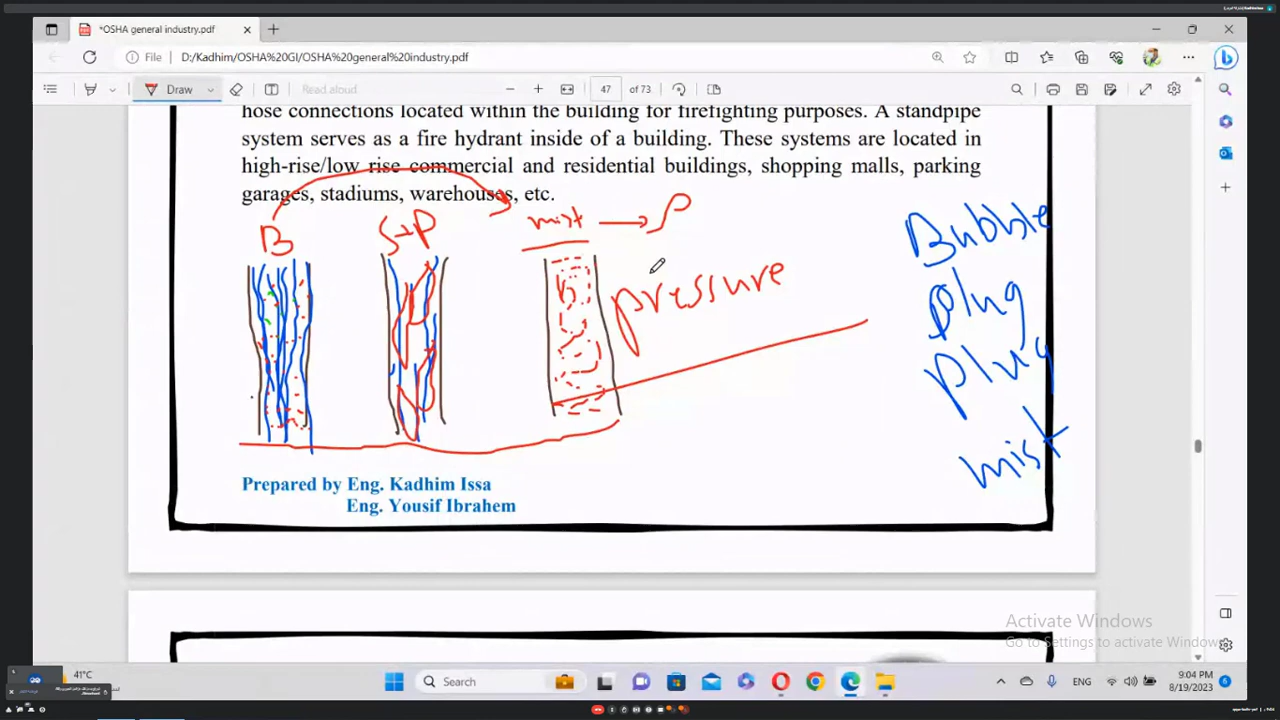 *OSHA general industry.pdf
File D:/Kadhim/OSHA%20GI/OSHA%20general%20industry.pdf
Draw Read aloud 47 of 73
hose connections located within the building for firefighting purposes. A standpipe
system serves as a fire hydrant inside of a building. These systems are located in
high-rise/low rise commercial and residential buildings, shopping malls, parking
garages, stadiums, warehouses, etc.
B S+P mist P
pressure
Bubble
plug
plug
mist
Prepared by Eng. Kadhim Issa
Eng. Yousif Ibrahem
Activate Windows
Go to Settings to activate Windows.
41°C
Search
ENG
9:04 PM
8/19/2023